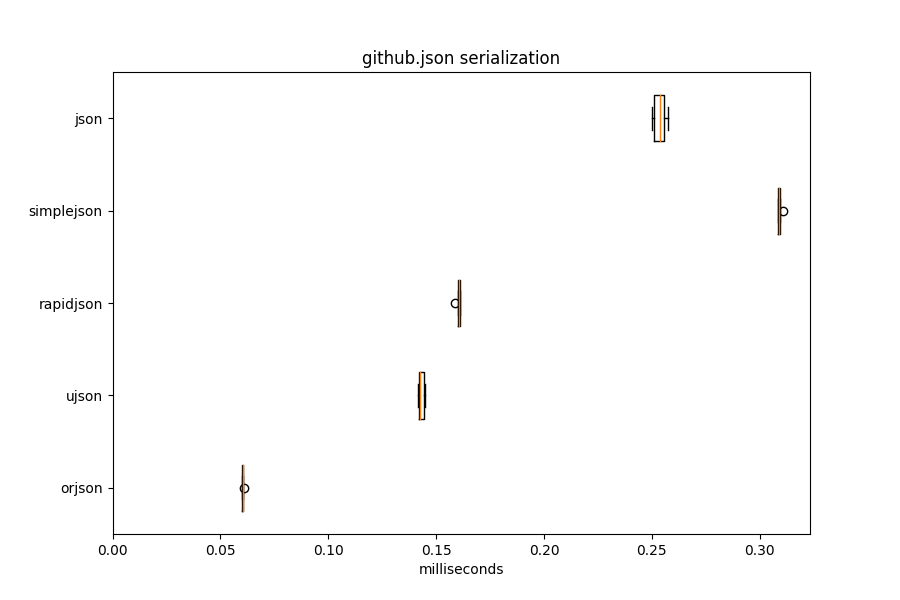 github.json serialization
json
simplejson
rapidjson
ujson
orjson
0.00 0.05 0.10 0.15 0.20 0.25 0.30
milliseconds